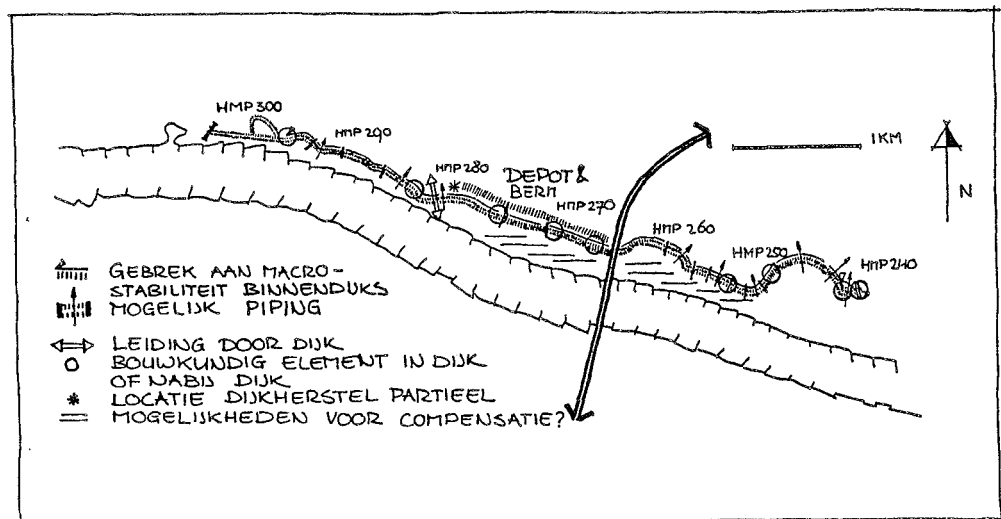 HMP 300
HMP 290
HMP 280
DEPOT &
BERM
HMP 270
HMP 260
HMP 250
HMP 240
1 KM
N
GEBREK AAN MACRO-
STABILITEIT BINNENDIJKS
MOGELIJK PIPING
LEIDING DOOR DIJK
BOUWKUNDIG ELEMENT IN DIJK
OF NABIJ DIJK
* LOCATIE DIJKHERSTEL PARTIEEL
MOGELIJKHEDEN VOOR COMPENSATIE?